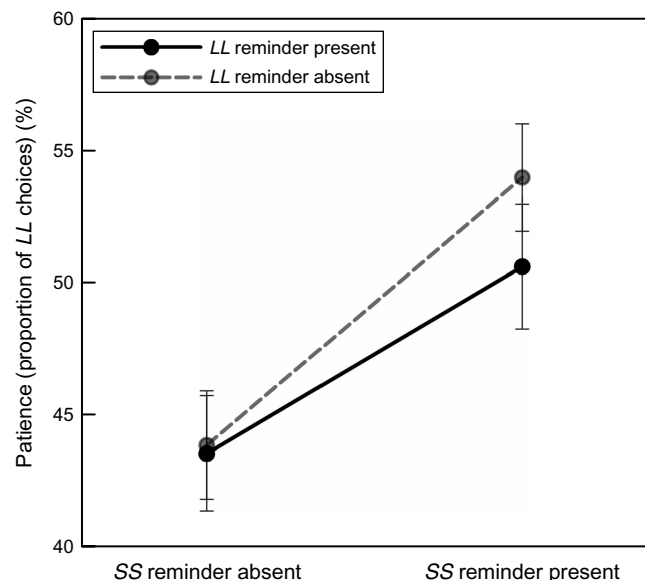 60
LL reminder present
LL reminder absent
55
50
45
40
Patience (proportion of LL choices) (%)
SS reminder absent
SS reminder present